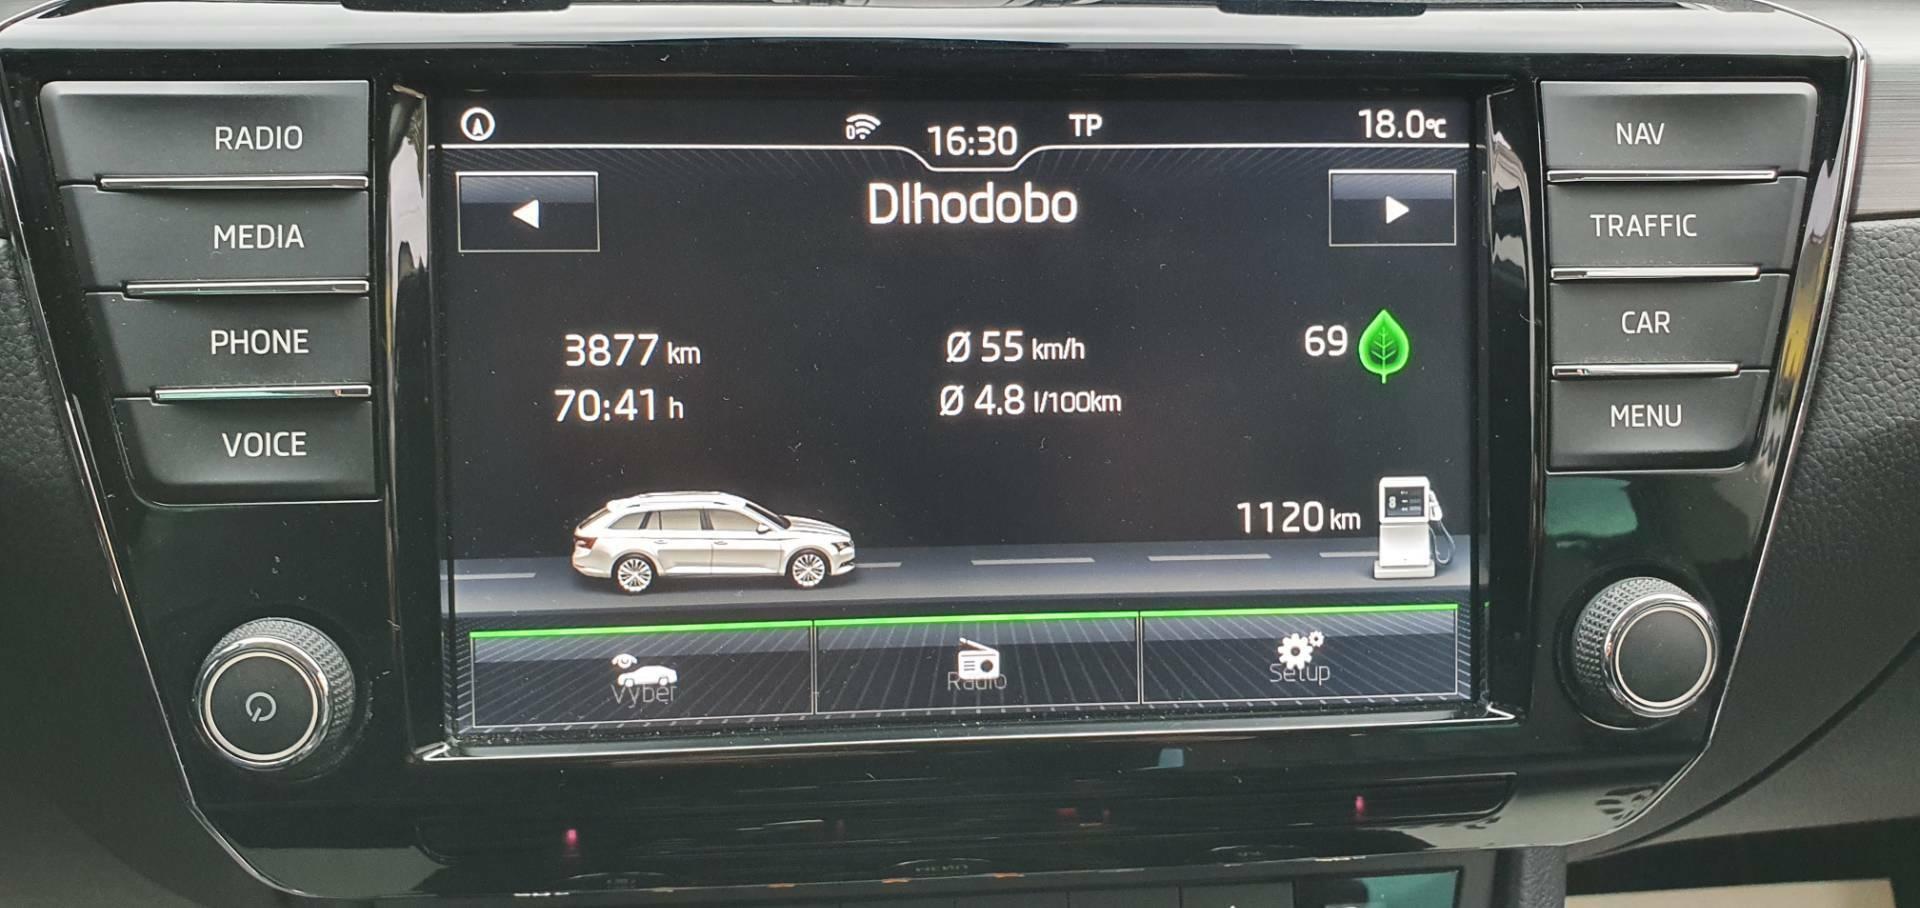 RADIO
MEDIA
PHONE
VOICE
16:30
TP
18.0°C
Dlhodobo
3877 km
70:41 h
Ø 55 km/h
Ø 4.8 l/100km
69
1120 km
Výber
Radio
Setup
NAV
TRAFFIC
CAR
MENU